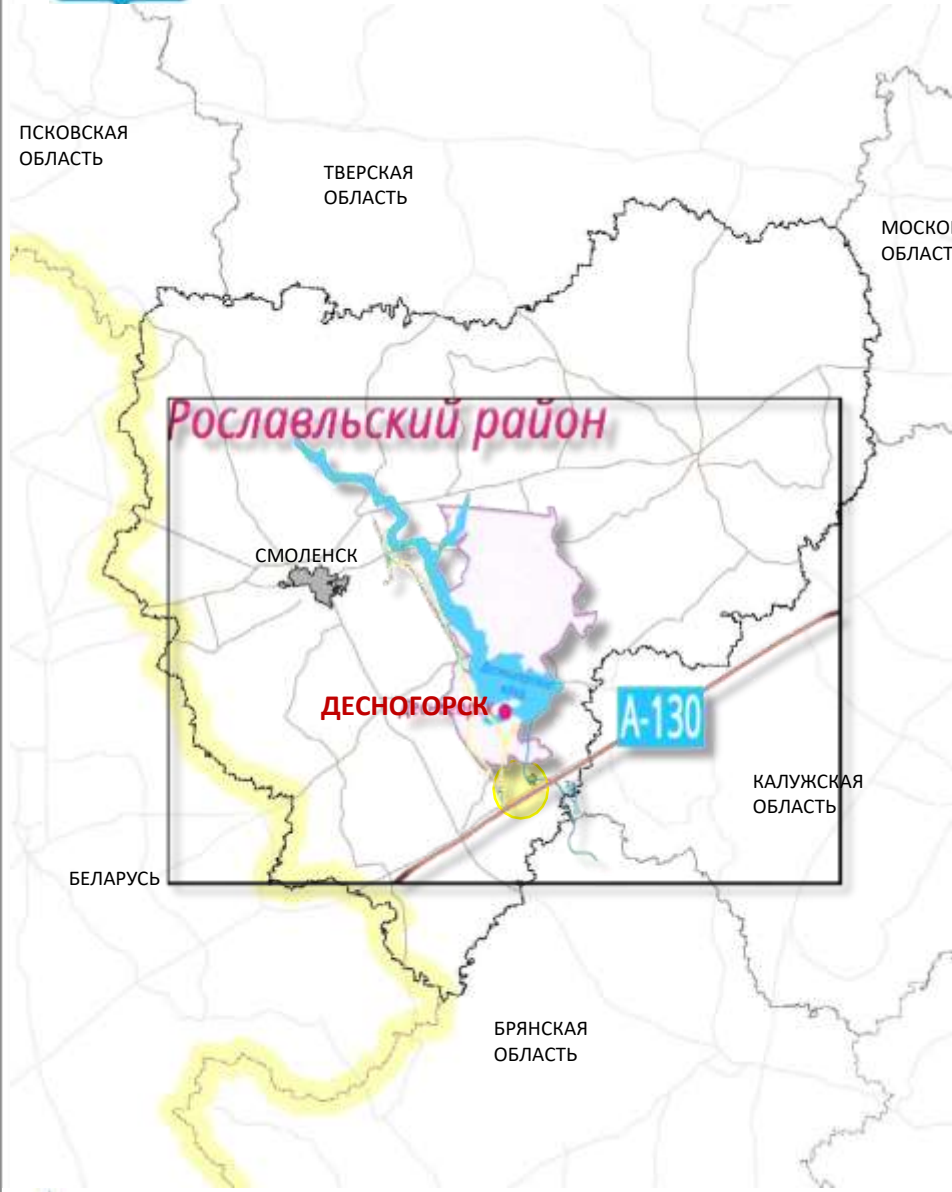 ПСКОВСКАЯ
ОБЛАСТЬ
ТВЕРСКАЯ
ОБЛАСТЬ
МОСКО
ОБЛАСТ
Рославльский район
СМОЛЕНСК
ДЕСНОГОРСК
А-130
КАЛУЖСКАЯ
ОБЛАСТЬ
БЕЛАРУСЬ
БРЯНСКАЯ
ОБЛАСТЬ